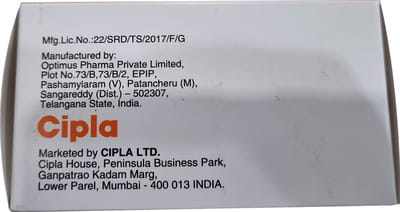 Mfg.Lic.No.:22/SRD/TS/2017/F/G
Manufactured by:
Optimus Pharma Private Limited,
Plot No.73/B,73/B/2, EPIP,
Pashamylaram (V), Patancheru (M),
Sangareddy (Dist.) – 502307,
Telangana State, India.
Cipla
Marketed by CIPLA LTD.
Cipla House, Peninsula Business Park,
Ganpatrao Kadam Marg,
Lower Parel, Mumbai - 400 013 INDIA.